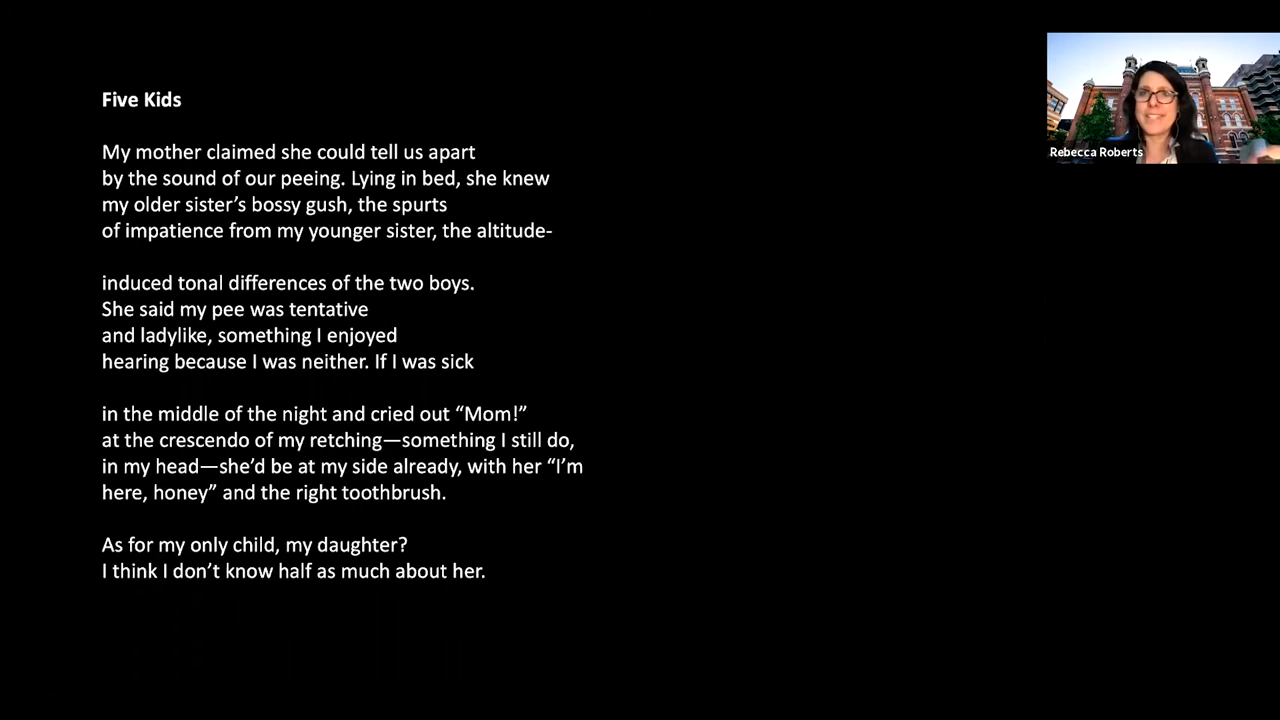 Five Kids
My mother claimed she could tell us apart
by the sound of our peeing. Lying in bed, she knew
my older sister’s bossy gush, the spurts
of impatience from my younger sister, the altitude-
induced tonal differences of the two boys.
She said my pee was tentative
and ladylike, something I enjoyed
hearing because I was neither. If I was sick
in the middle of the night and cried out “Mom!”
at the crescendo of my retching—something I still do,
in my head—she’d be at my side already, with her “I’m
here, honey” and the right toothbrush.
As for my only child, my daughter?
I think I don’t know half as much about her.
Rebecca Roberts